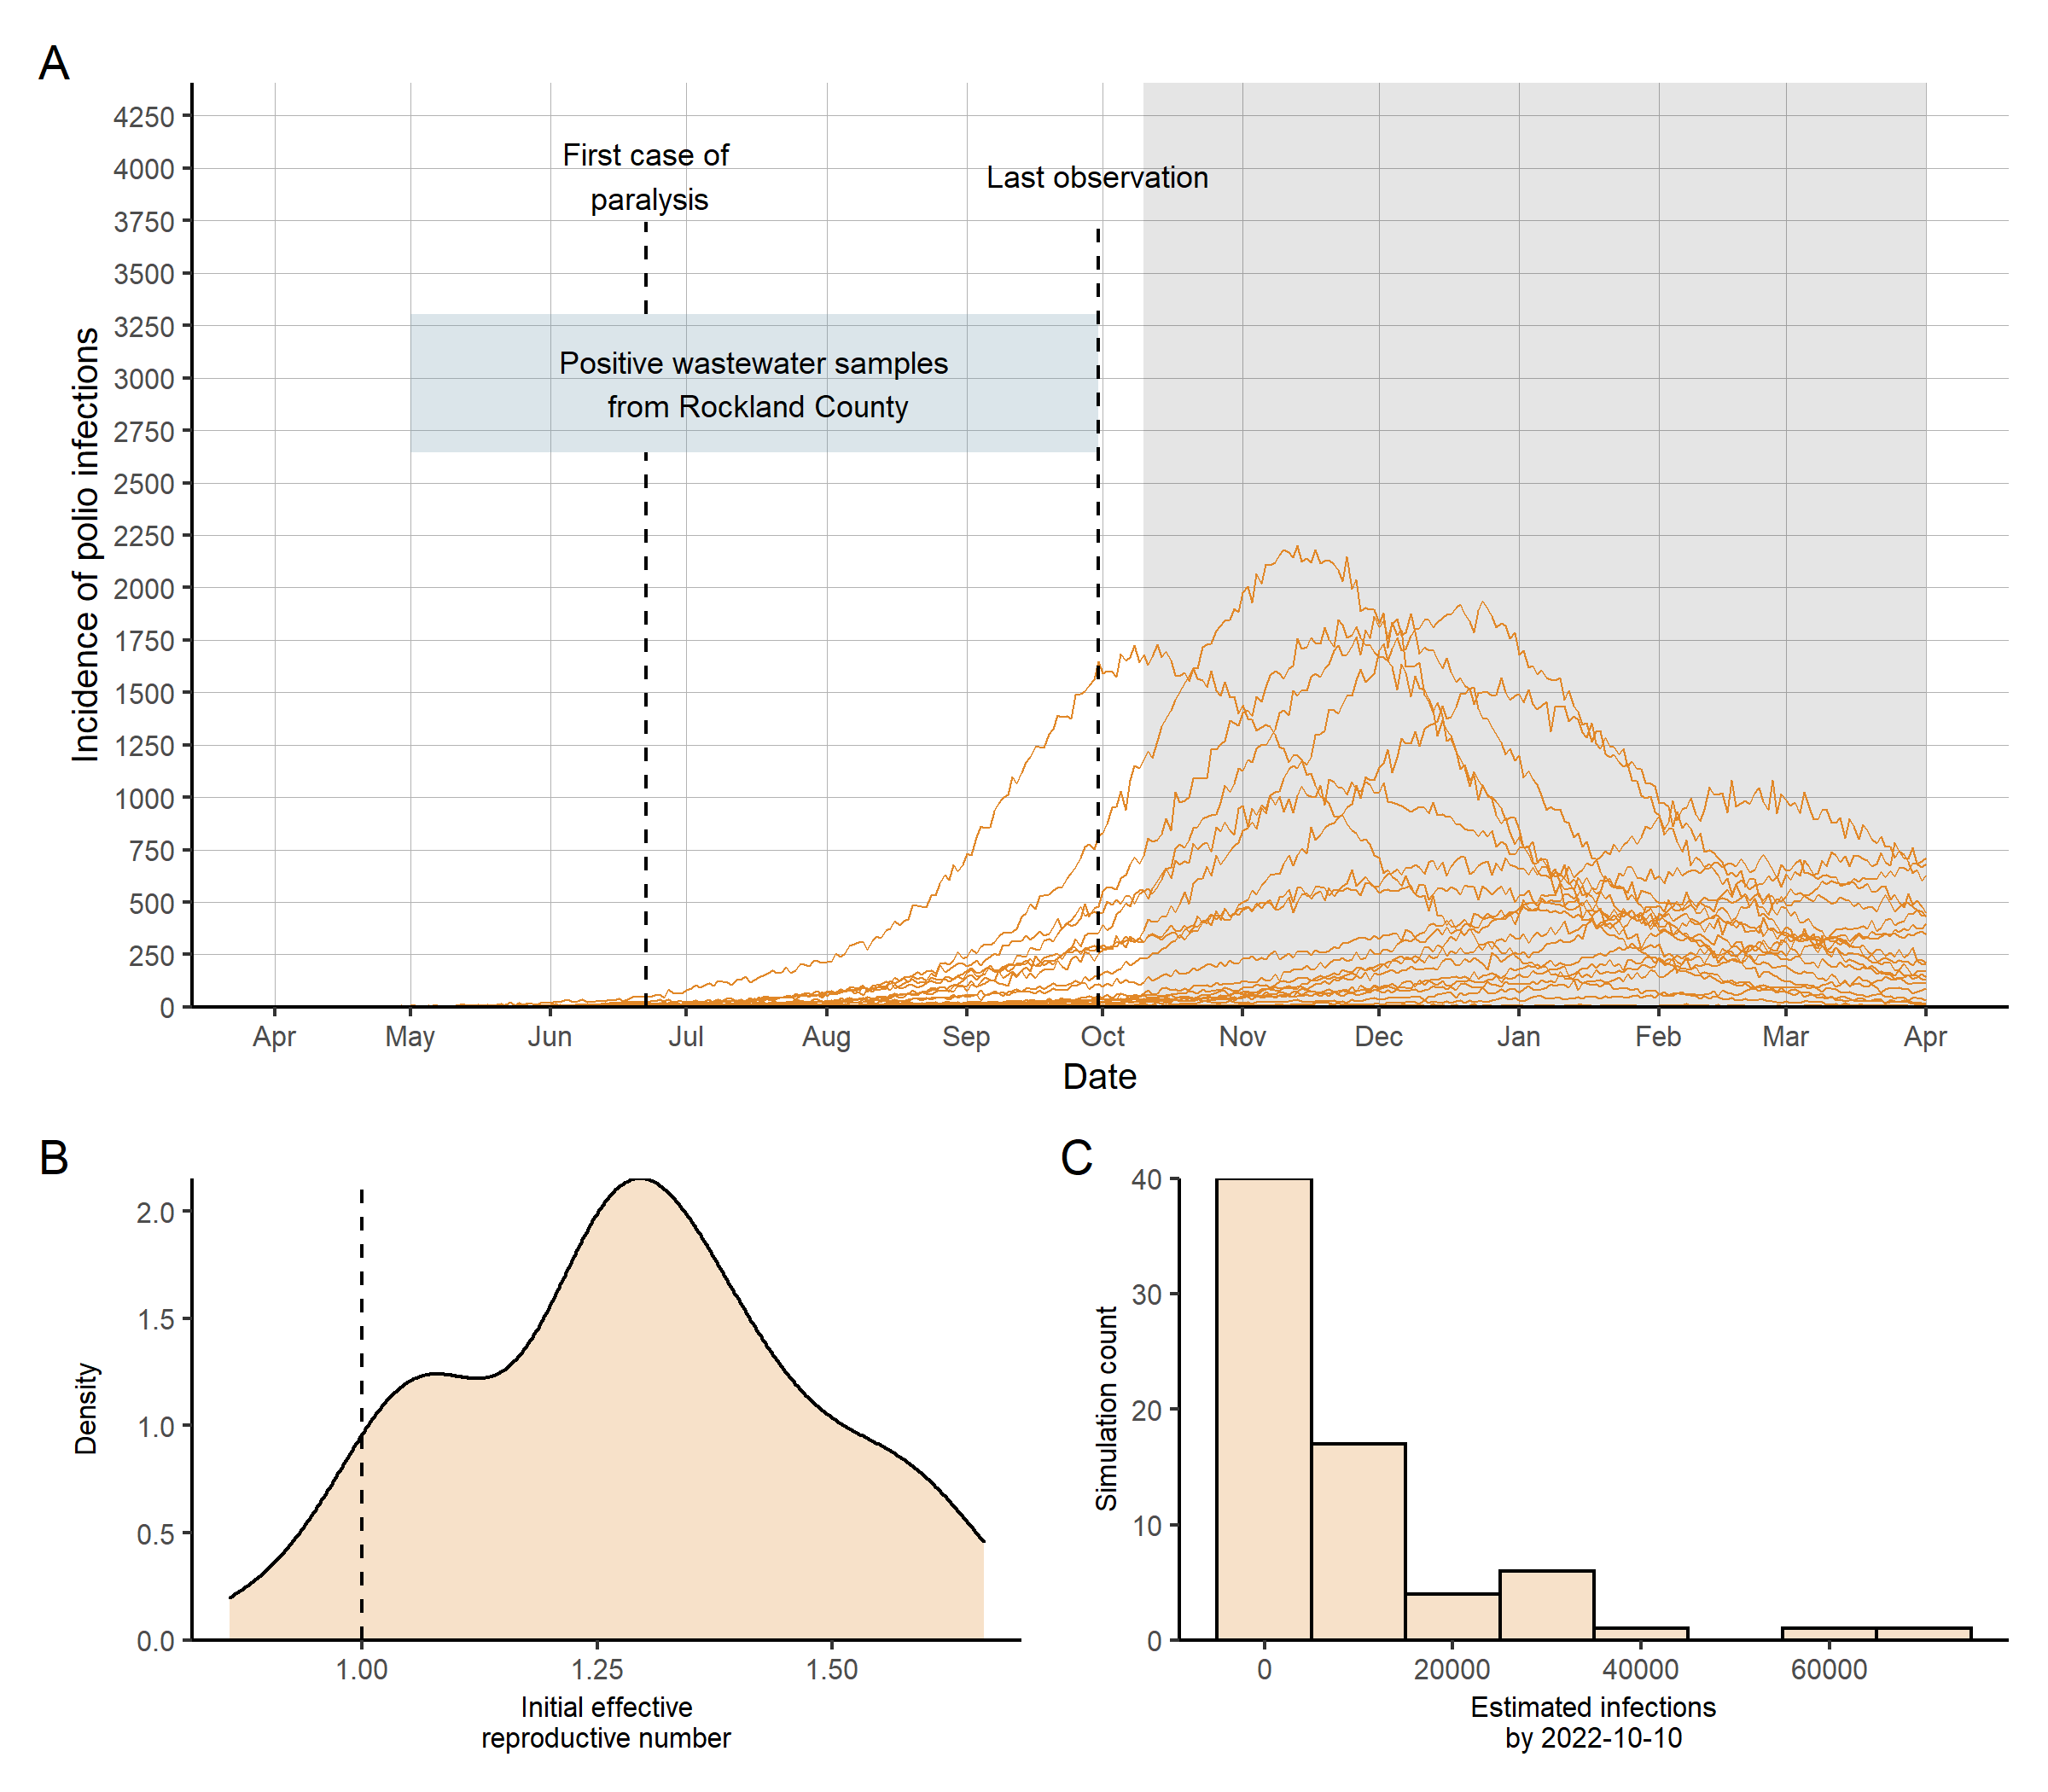 A
4250
4000
3750
3500
3250
3000
2750
2500
2250
2000
1750
1500
1250
1000
750
500
250
0
Incidence of polio infections
First case of
paralysis
Last observation
Positive wastewater samples
from Rockland County
Apr
May
Jun
Jul
Aug
Sep
Oct
Nov
Dec
Jan
Feb
Mar
Apr
Date
B
2.0
1.5
1.0
0.5
0.0
Density
1.00
1.25
1.50
Initial effective
reproductive number
C
40
30
20
10
0
Simulation count
0
20000
40000
60000
Estimated infections
by 2022-10-10